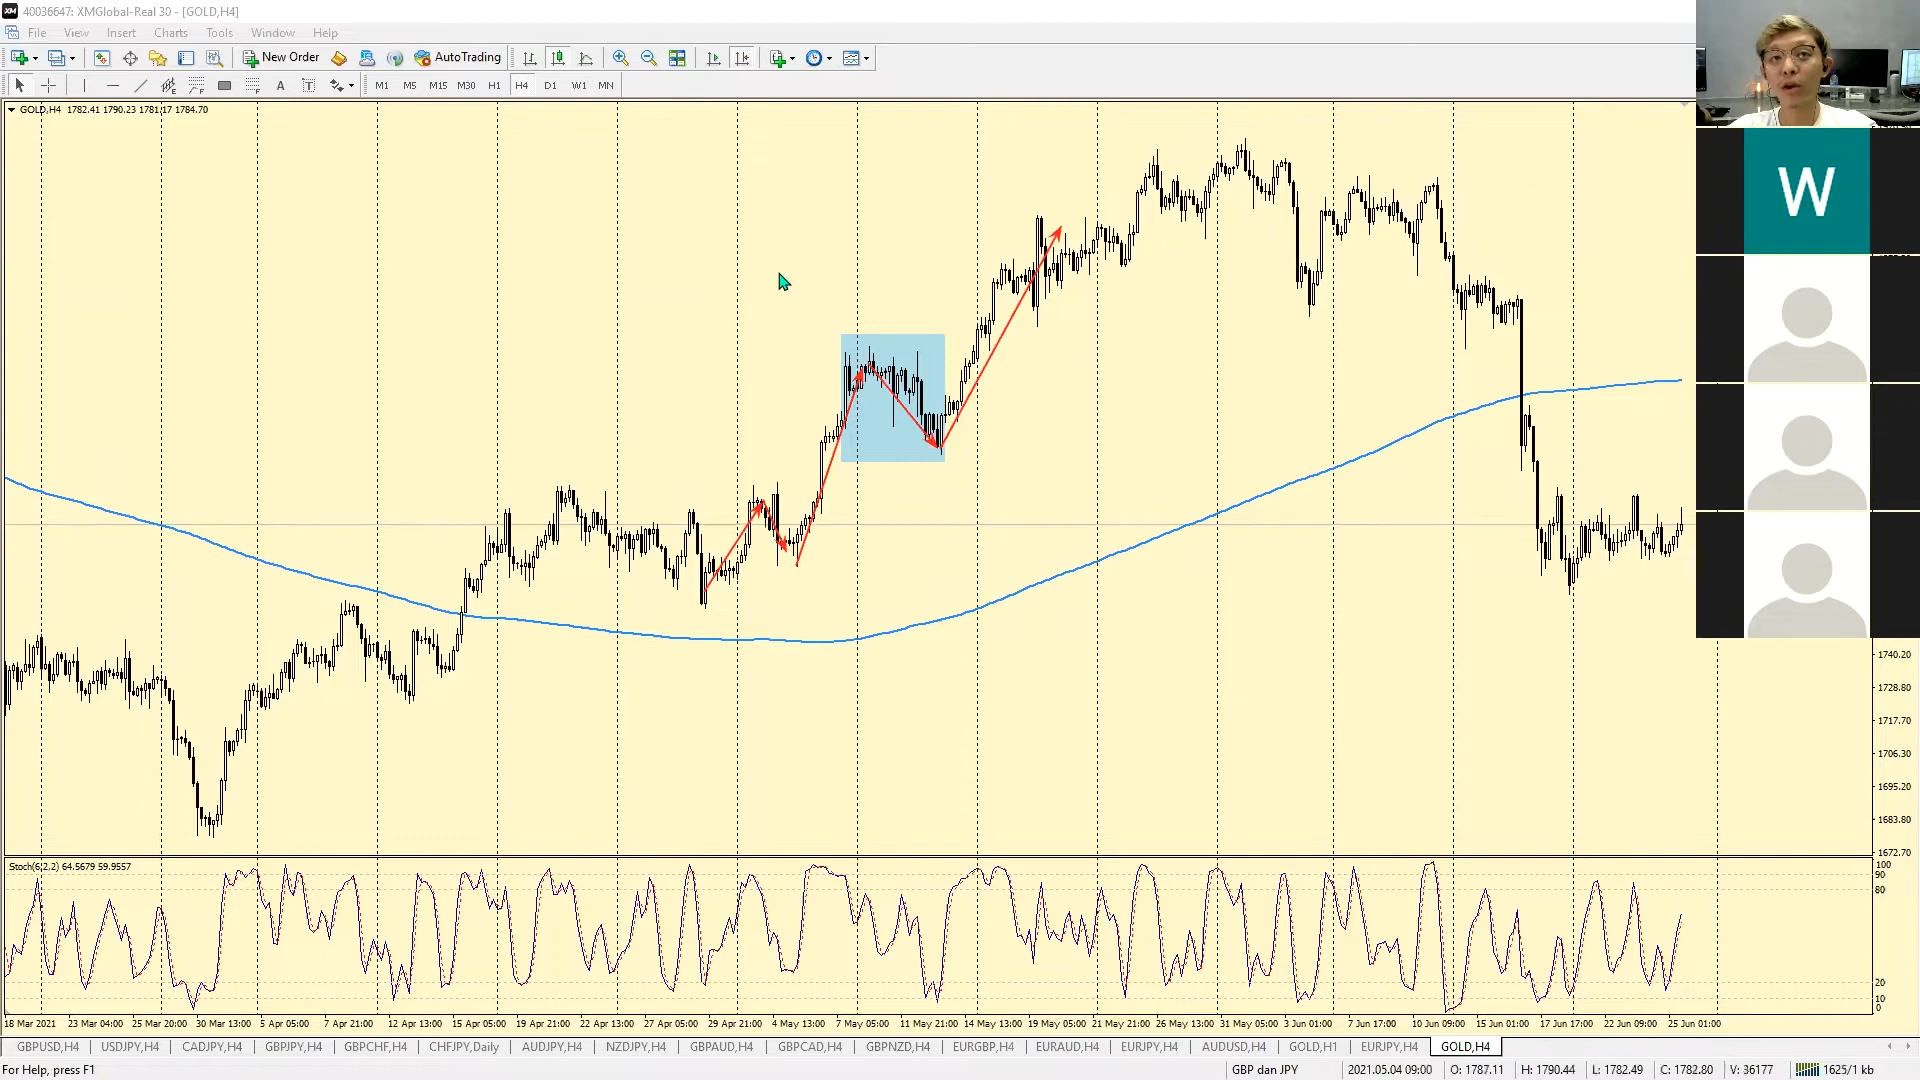 XM 40036647: XMGlobal-Real 30 - [GOLD,H4]
File View Insert Charts Tools Window Help
New Order AutoTrading
A T M1 M5 M15 M30 H1 H4 D1 W1 MN
GOLD,H4 1782.41 1790.23 1781.17 1784.70
W
1740.20
1728.80
1717.70
1706.30
1695.20
1683.80
1672.70
Stoch(6,2,2) 64.5679 59.9557
100
90
80
20
10
0
18 Mar 2021 23 Mar 04:00 25 Mar 20:00 30 Mar 13:00 5 Apr 05:00 7 Apr 21:00 12 Apr 13:00 15 Apr 05:00 19 Apr 21:00 22 Apr 13:00 27 Apr 05:00 29 Apr 21:00 4 May 13:00 7 May 05:00 11 May 21:00 14 May 13:00 19 May 05:00 21 May 21:00 26 May 13:00 31 May 05:00 3 Jun 01:00 7 Jun 17:00 10 Jun 09:00 15 Jun 01:00 17 Jun 17:00 22 Jun 09:00 25 Jun 01:00
GBPUSD,H4 USDJPY,H4 CADJPY,H4 GBPJPY,H4 GBPCHF,H4 CHFJPY,Daily AUDJPY,H4 NZDJPY,H4 GBPAUD,H4 GBPCAD,H4 GBPNZD,H4 EURGBP,H4 EURAUD,H4 EURJPY,H4 AUDUSD,H4 GOLD,H1 EURJPY,H4 GOLD,H4
For Help, press F1 GBP dan JPY 2021.05.04 09:00 O: 1787.11 H: 1790.44 L: 1782.49 C: 1782.80 V: 36177 1625/1 kb